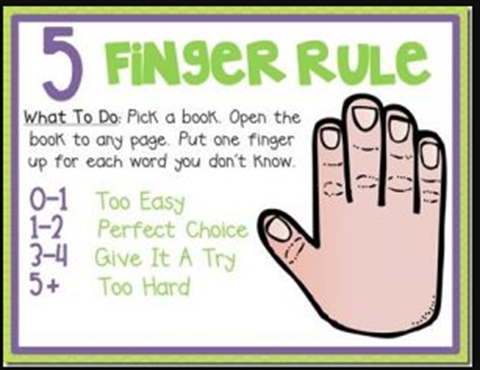 5 FiNgER RULE
What To Do: Pick a book. Open the
book to any page. Put one finger
up for each word you don't know.
0-1 Too Easy
1-2 Perfect Choice
3-4 Give It A Try
5+ Too Hard